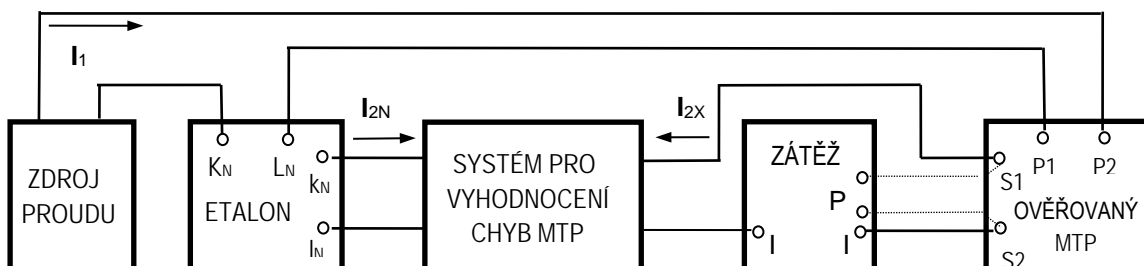 I1
I2N
I2X
ZDROJ
PROUDU
KN
LN
kN
lN
ETALON
SYSTÉM PRO
VYHODNOCENÍ
CHYB MTP
ZÁTĚŽ
P
I
I
S1
P1
P2
OVĚŘOVANÝ
MTP
S2